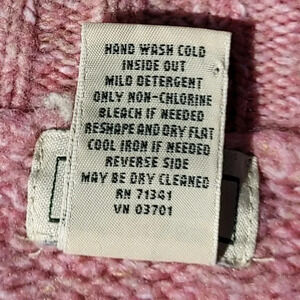 HAND WASH COLD
INSIDE OUT
MILD DETERGENT
ONLY NON-CHLORINE
BLEACH IF NEEDED
RESHAPE AND DRY FLAT
COOL IRON IF NEEDED
REVERSE SIDE
MAY BE DRY CLEANED
RN 71341
VN 03701